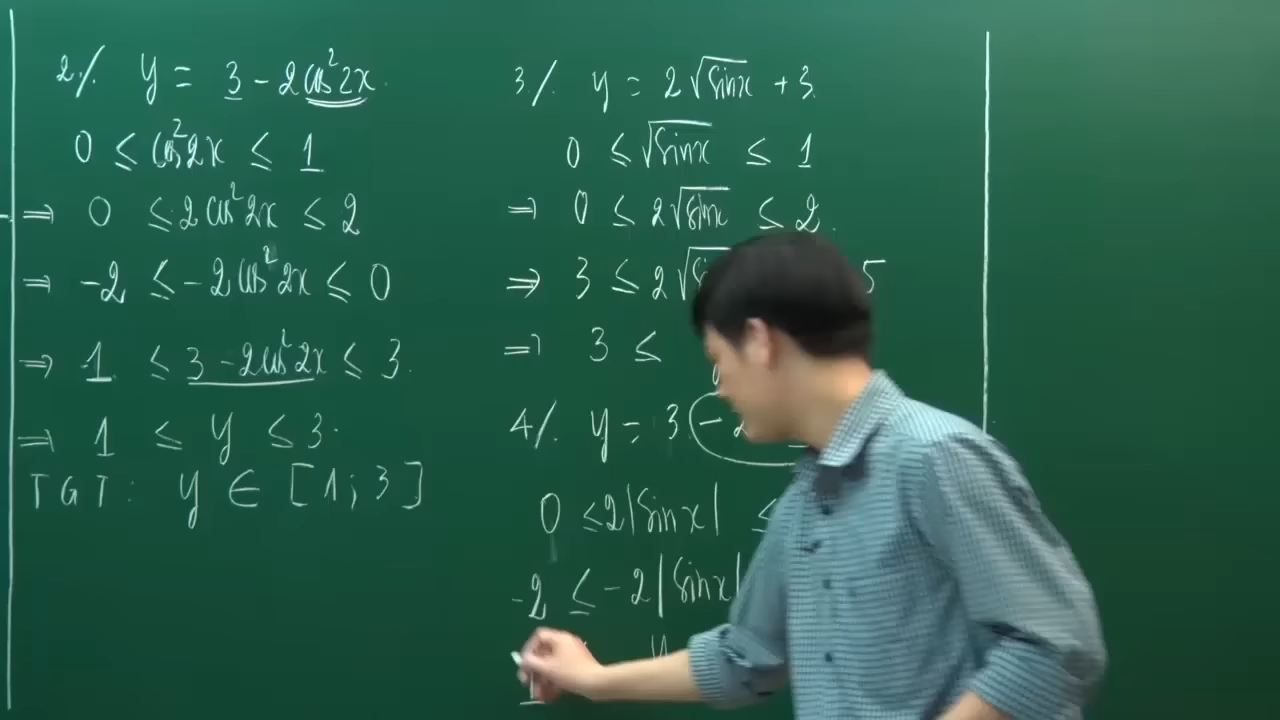 2/. y = 3 - 2cos²2x
0 ≤ cos²2x ≤ 1
⇒ 0 ≤ 2cos²2x ≤ 2
⇒ -2 ≤ -2cos²2x ≤ 0
⇒ 1 ≤ 3 - 2cos²2x ≤ 3.
⇒ 1 ≤ y ≤ 3.
TGT: y ∈ [1; 3]
3/. y = 2√sinx + 3.
0 ≤ √sinx ≤ 1
⇒ 0 ≤ 2√sinx ≤ 2.
⇒ 3 ≤ 2 5
⇒ 3 ≤
4/. y = 3 -
0 ≤ 2|sinx| ≤
-2 ≤ -2|sinx|
1 y